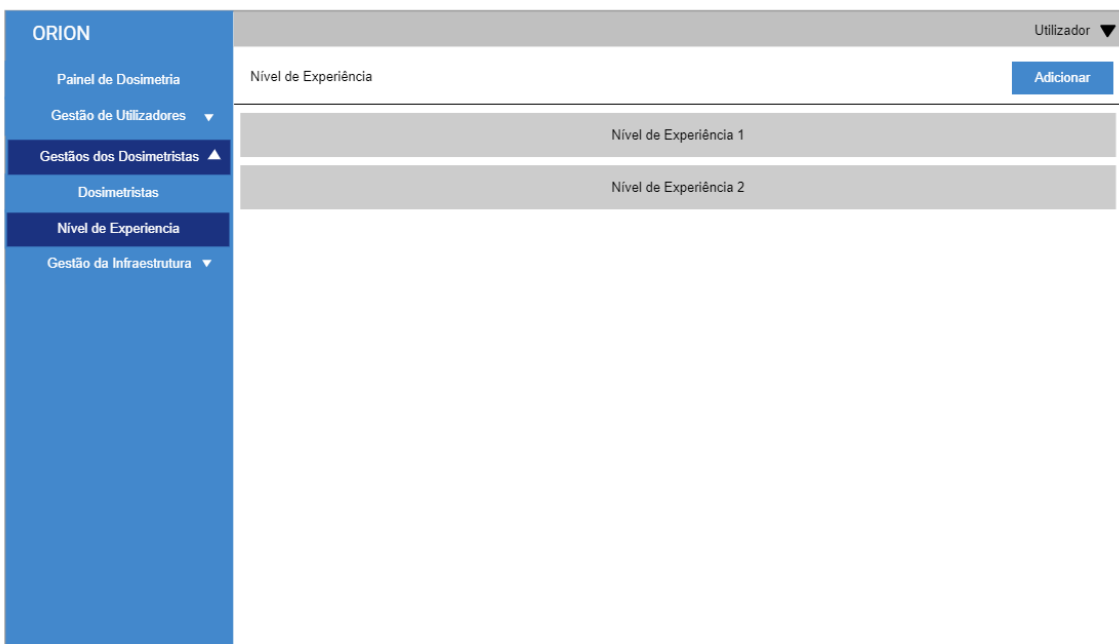 ORION
Utilizador
Painel de Dosimetria
Gestão de Utilizadores
Gestãos dos Dosimetristas
Dosimetristas
Nível de Experiencia
Gestão da Infraestrutura
Nível de Experiência
Adicionar
Nível de Experiência 1
Nível de Experiência 2